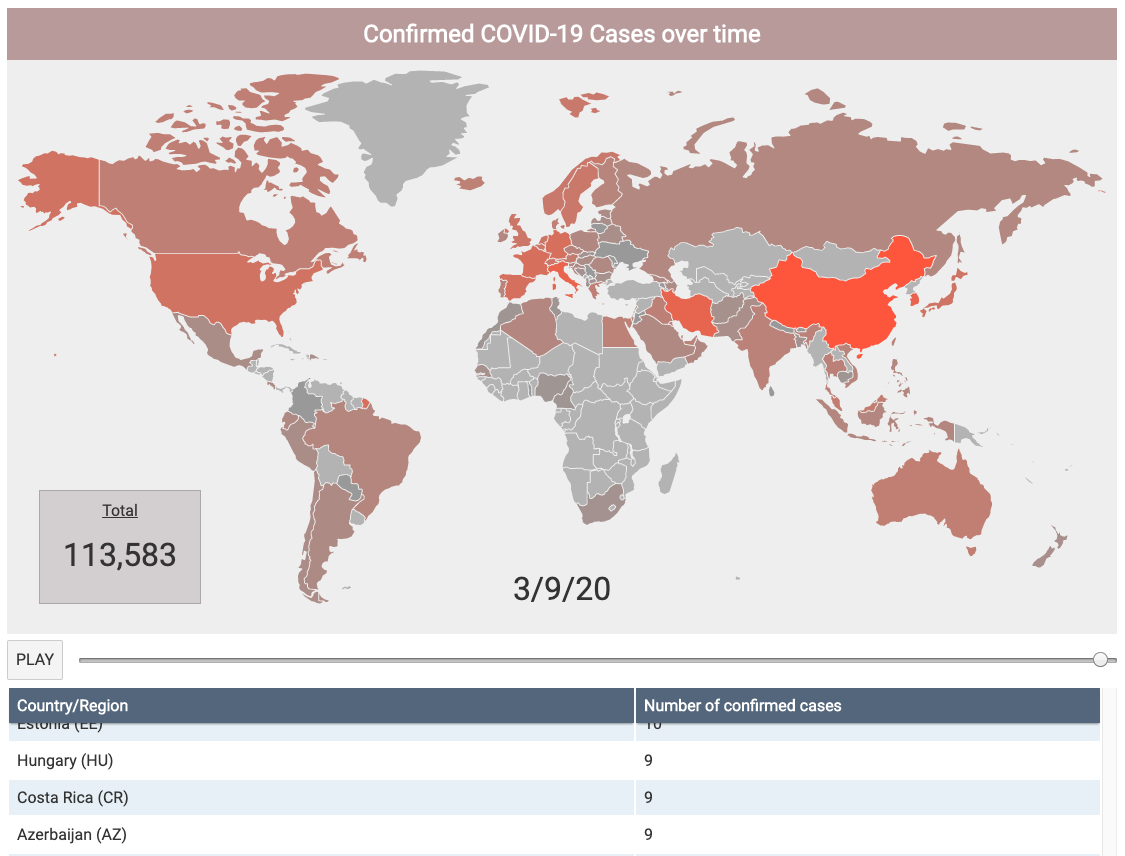 Confirmed COVID-19 Cases over time
Total
113,583
3/9/20
PLAY
Country/Region Number of confirmed cases
Estonia (EE) 10
Hungary (HU) 9
Costa Rica (CR) 9
Azerbaijan (AZ) 9